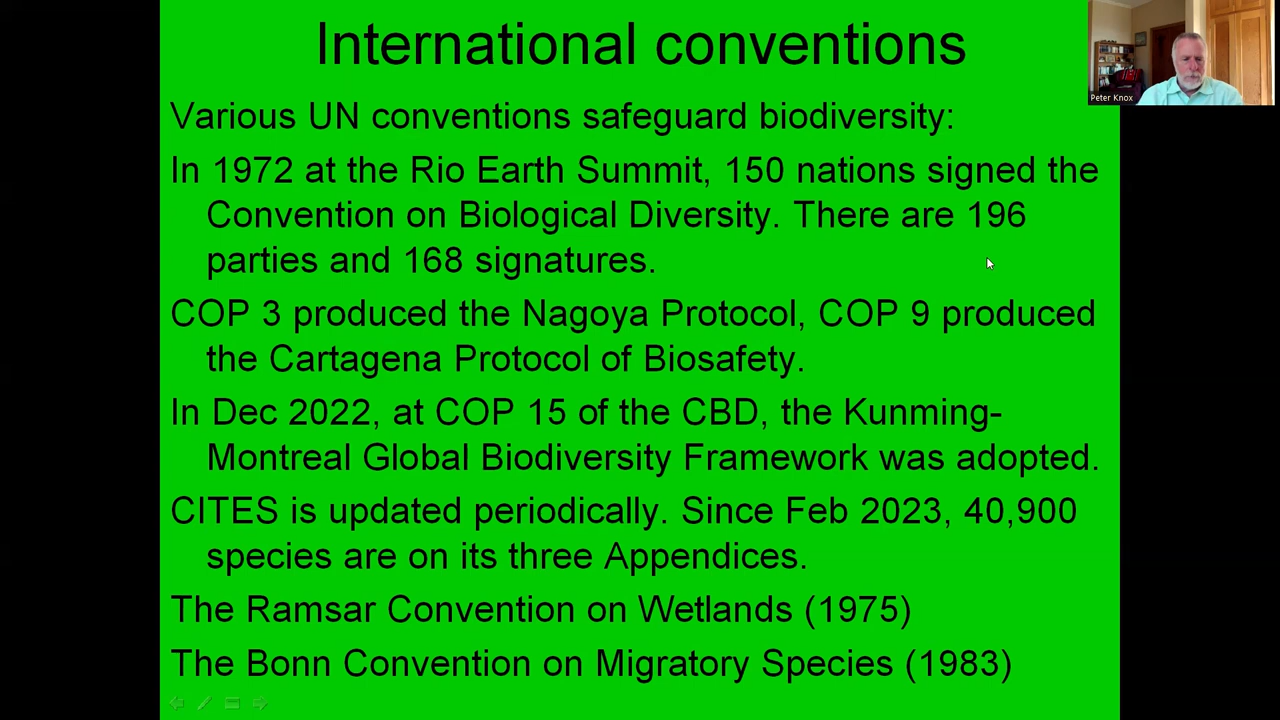 International conventions
Peter Knox
Various UN conventions safeguard biodiversity:
In 1972 at the Rio Earth Summit, 150 nations signed the
Convention on Biological Diversity. There are 196
parties and 168 signatures.
COP 3 produced the Nagoya Protocol, COP 9 produced
the Cartagena Protocol of Biosafety.
In Dec 2022, at COP 15 of the CBD, the Kunming-
Montreal Global Biodiversity Framework was adopted.
CITES is updated periodically. Since Feb 2023, 40,900
species are on its three Appendices.
The Ramsar Convention on Wetlands (1975)
The Bonn Convention on Migratory Species (1983)